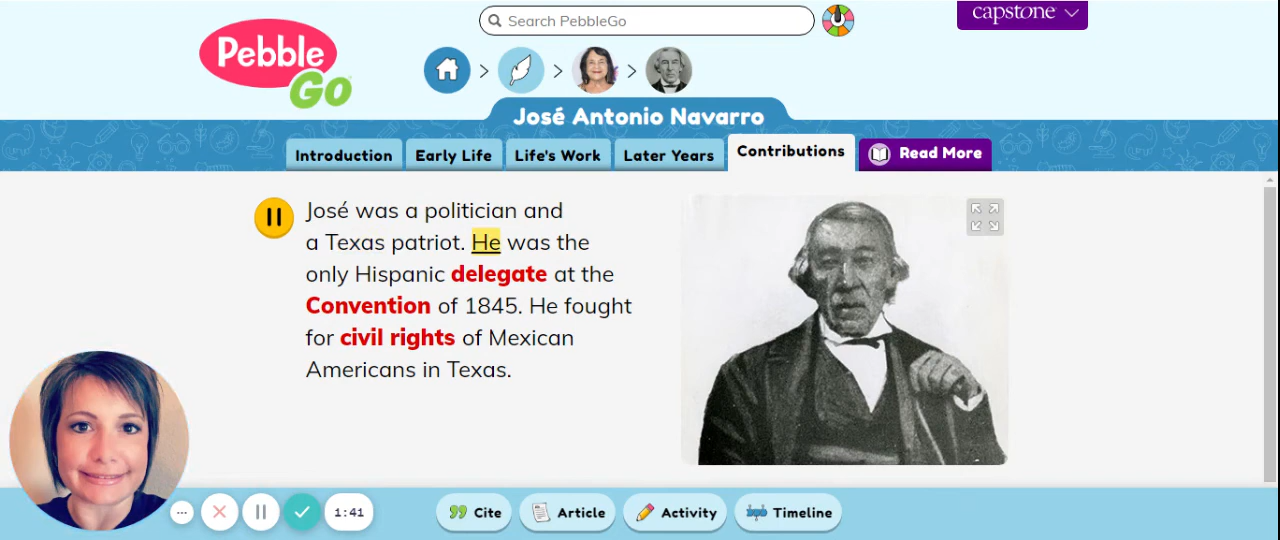 Search PebbleGo
capstone
Pebble
Go
José Antonio Navarro
Introduction
Early Life
Life's Work
Later Years
Contributions
Read More
José was a politician and
a Texas patriot. He was the
only Hispanic delegate at the
Convention of 1845. He fought
for civil rights of Mexican
Americans in Texas.
1:41
Cite
Article
Activity
Timeline